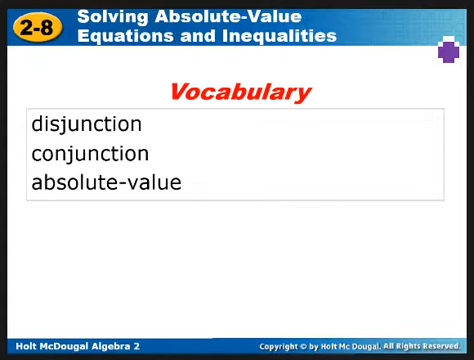 2-8
Solving Absolute-Value
Equations and Inequalities
Vocabulary
disjunction
conjunction
absolute-value
Holt McDougal Algebra 2
Copyright © by Holt Mc Dougal. All Rights Reserved.